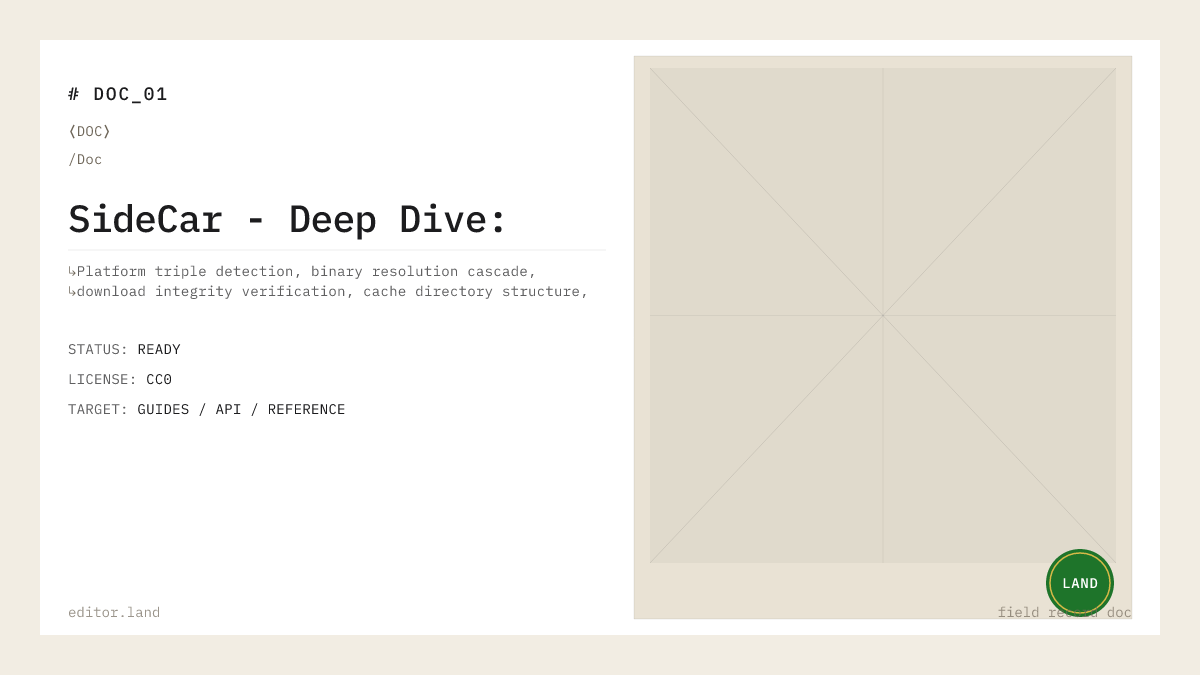 # DOC_01
⟨DOC⟩
/Doc
SideCar - Deep Dive:
↳Platform triple detection, binary resolution cascade,
↳download integrity verification, cache directory structure,
STATUS: READY
LICENSE: CC0
TARGET: GUIDES / API / REFERENCE
LAND
editor.land
field record doc